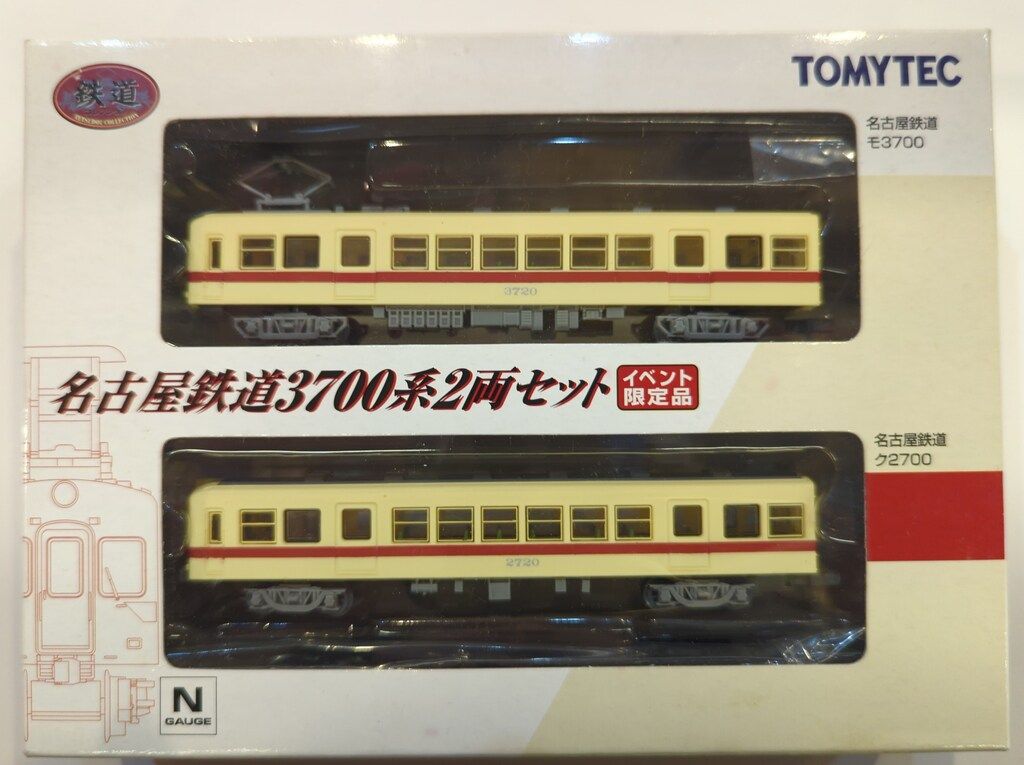 鉄道
TETSUDOU COLLECTION
TOMYTEC
名古屋鉄道
モ3700
3720
名古屋鉄道3700系2両セット
イベント
限定品
名古屋鉄道
ク2700
2720
N
GAUGE